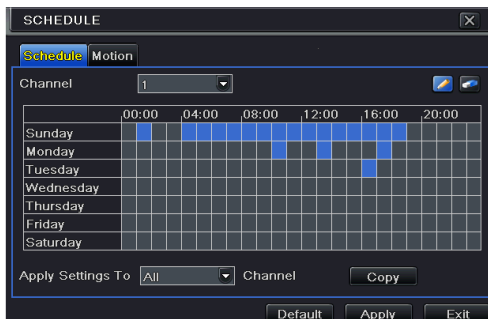 SCHEDULE
Schedule Motion
Channel 1
00:00 04:00 08:00 12:00 16:00 20:00
Sunday
Monday
Tuesday
Wednesday
Thursday
Friday
Saturday
Apply Settings To All Channel Copy
Default Apply Exit